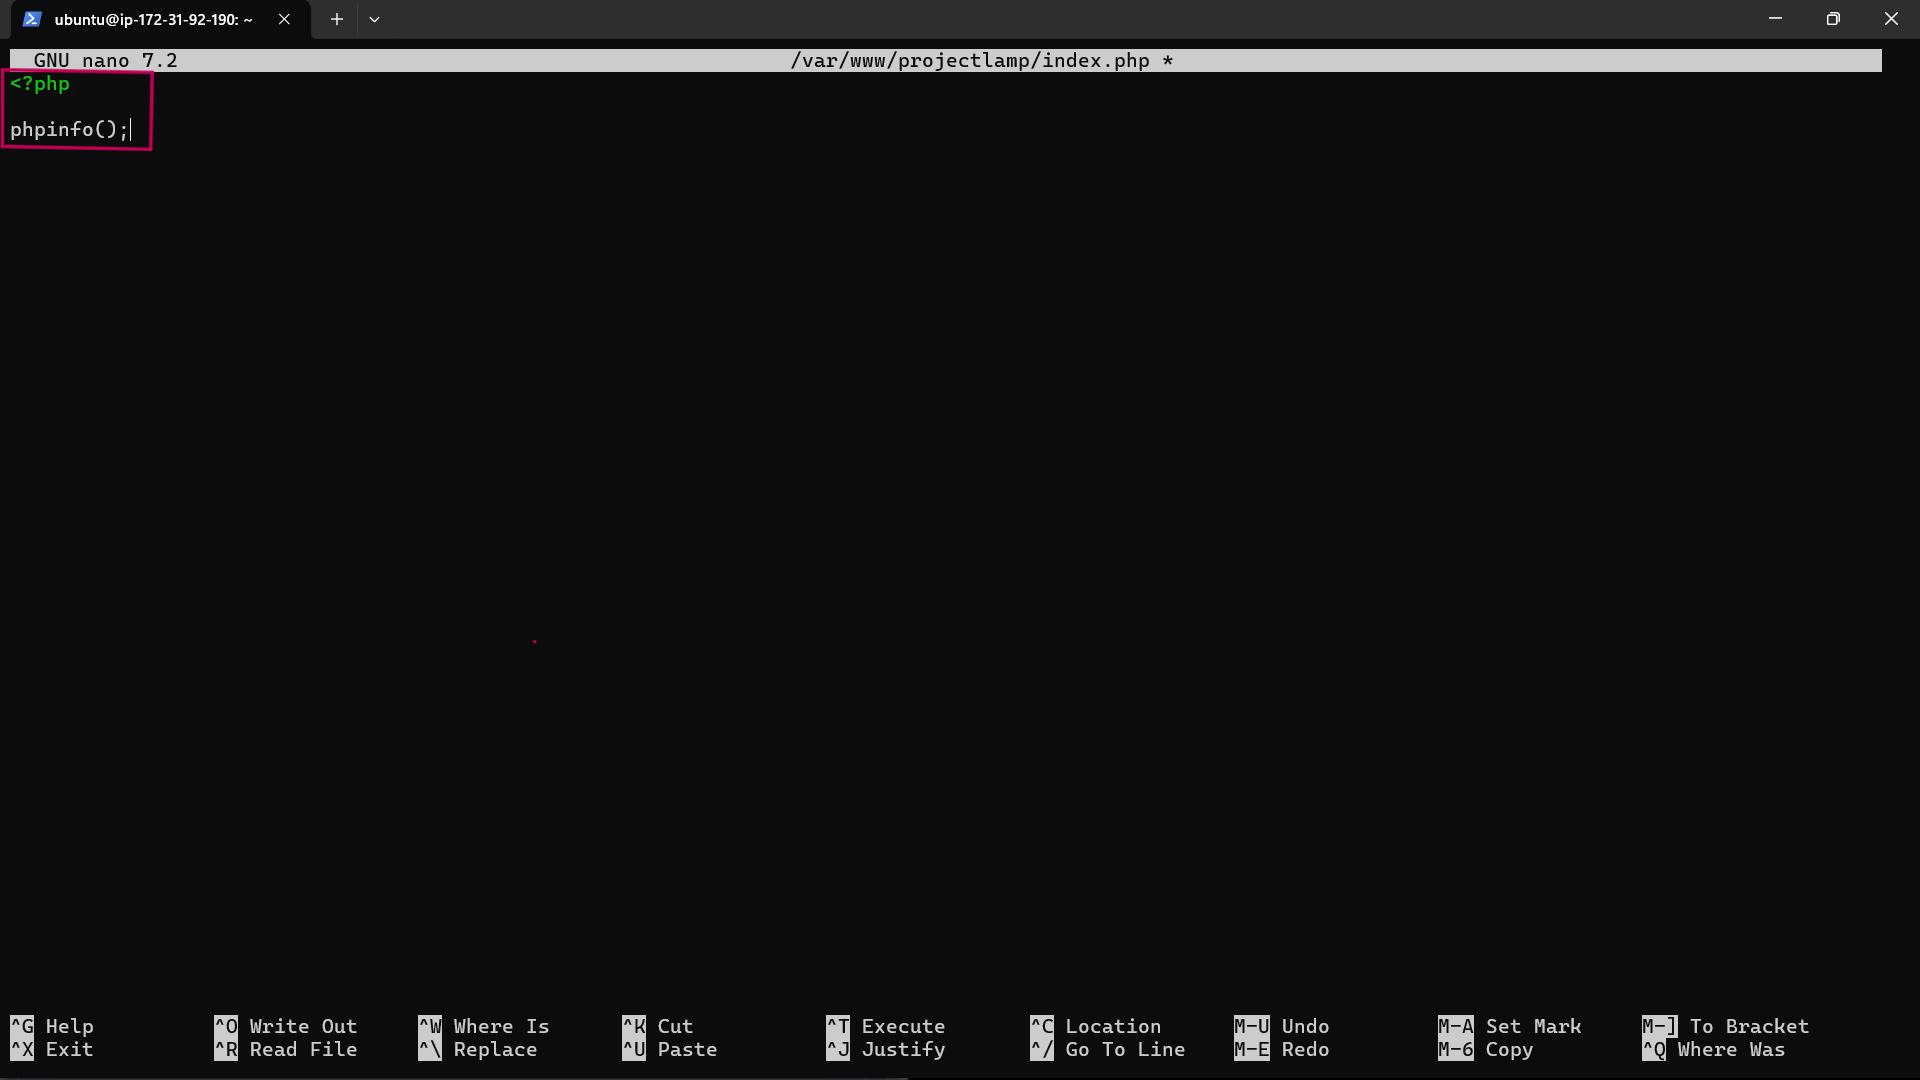 ubuntu@ip-172-31-92-190: ~
GNU nano 7.2 /var/www/projectlamp/index.php *
<?php
phpinfo();
^G Help ^O Write Out ^W Where Is ^K Cut ^T Execute ^C Location M-U Undo M-A Set Mark M-] To Bracket
^X Exit ^R Read File ^\ Replace ^U Paste ^J Justify ^/ Go To Line M-E Redo M-6 Copy ^Q Where Was